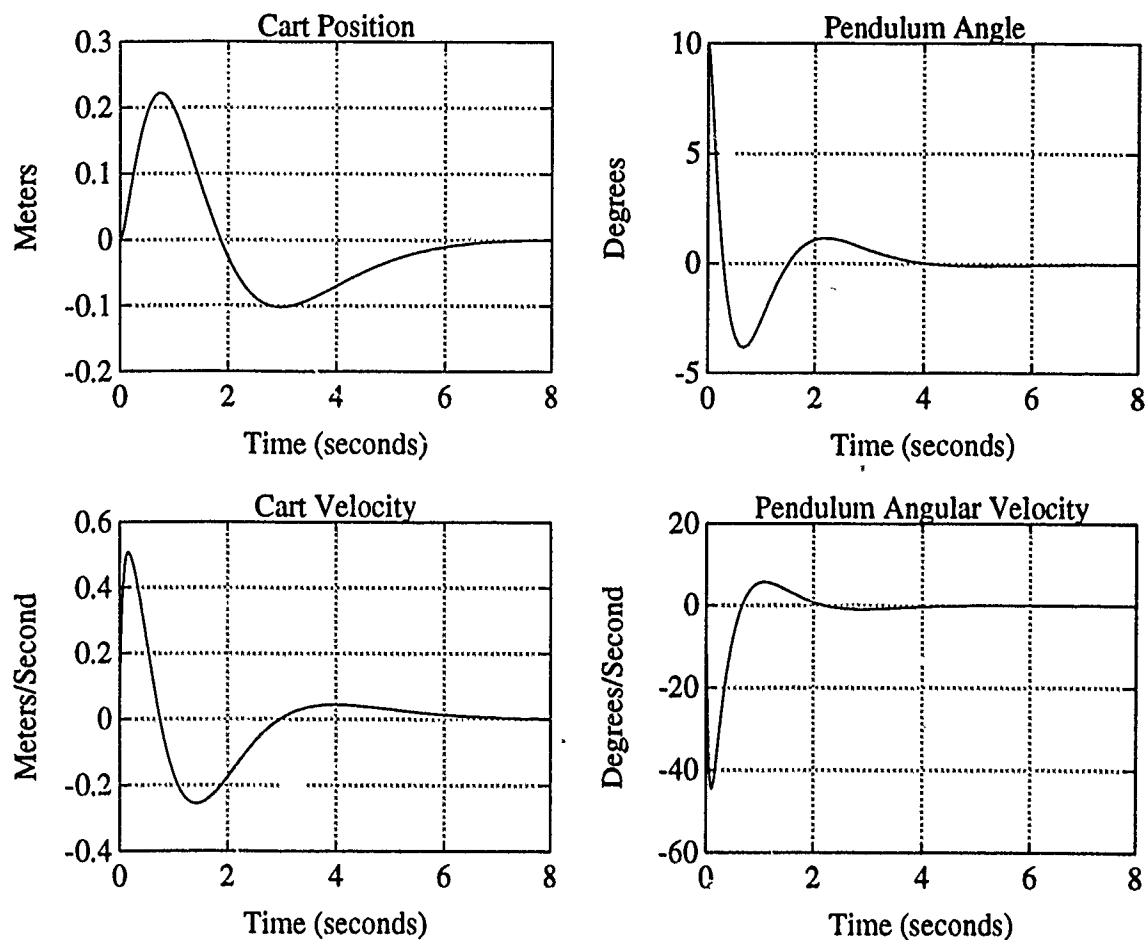 Cart Position
Meters
0.3
0.2
0.1
0
-0.1
-0.2
0 2 4 6 8
Time (seconds)
Pendulum Angle
Degrees
10
5
0
-5
0 2 4 6 8
Time (seconds)
Cart Velocity
Meters/Second
0.6
0.4
0.2
0
-0.2
-0.4
0 2 4 6 8
Time (seconds)
Pendulum Angular Velocity
Degrees/Second
20
0
-20
-40
-60
0 2 4 6 8
Time (seconds)